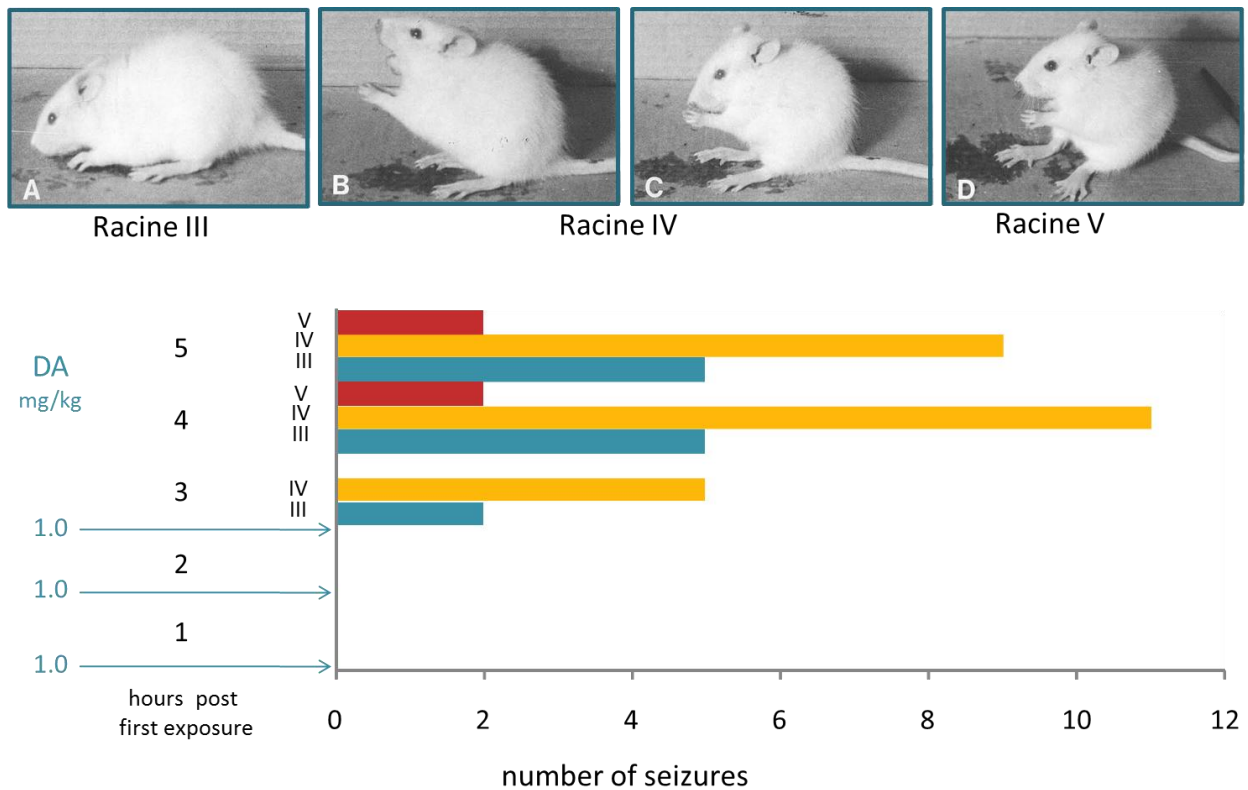 A
B
C
D
Racine III
Racine IV
Racine V
DA
mg/kg
5
V
IV
III
4
V
IV
III
3
IV
III
1.0
2
1.0
1
1.0
hours post
first exposure
0 2 4 6 8 10 12
number of seizures